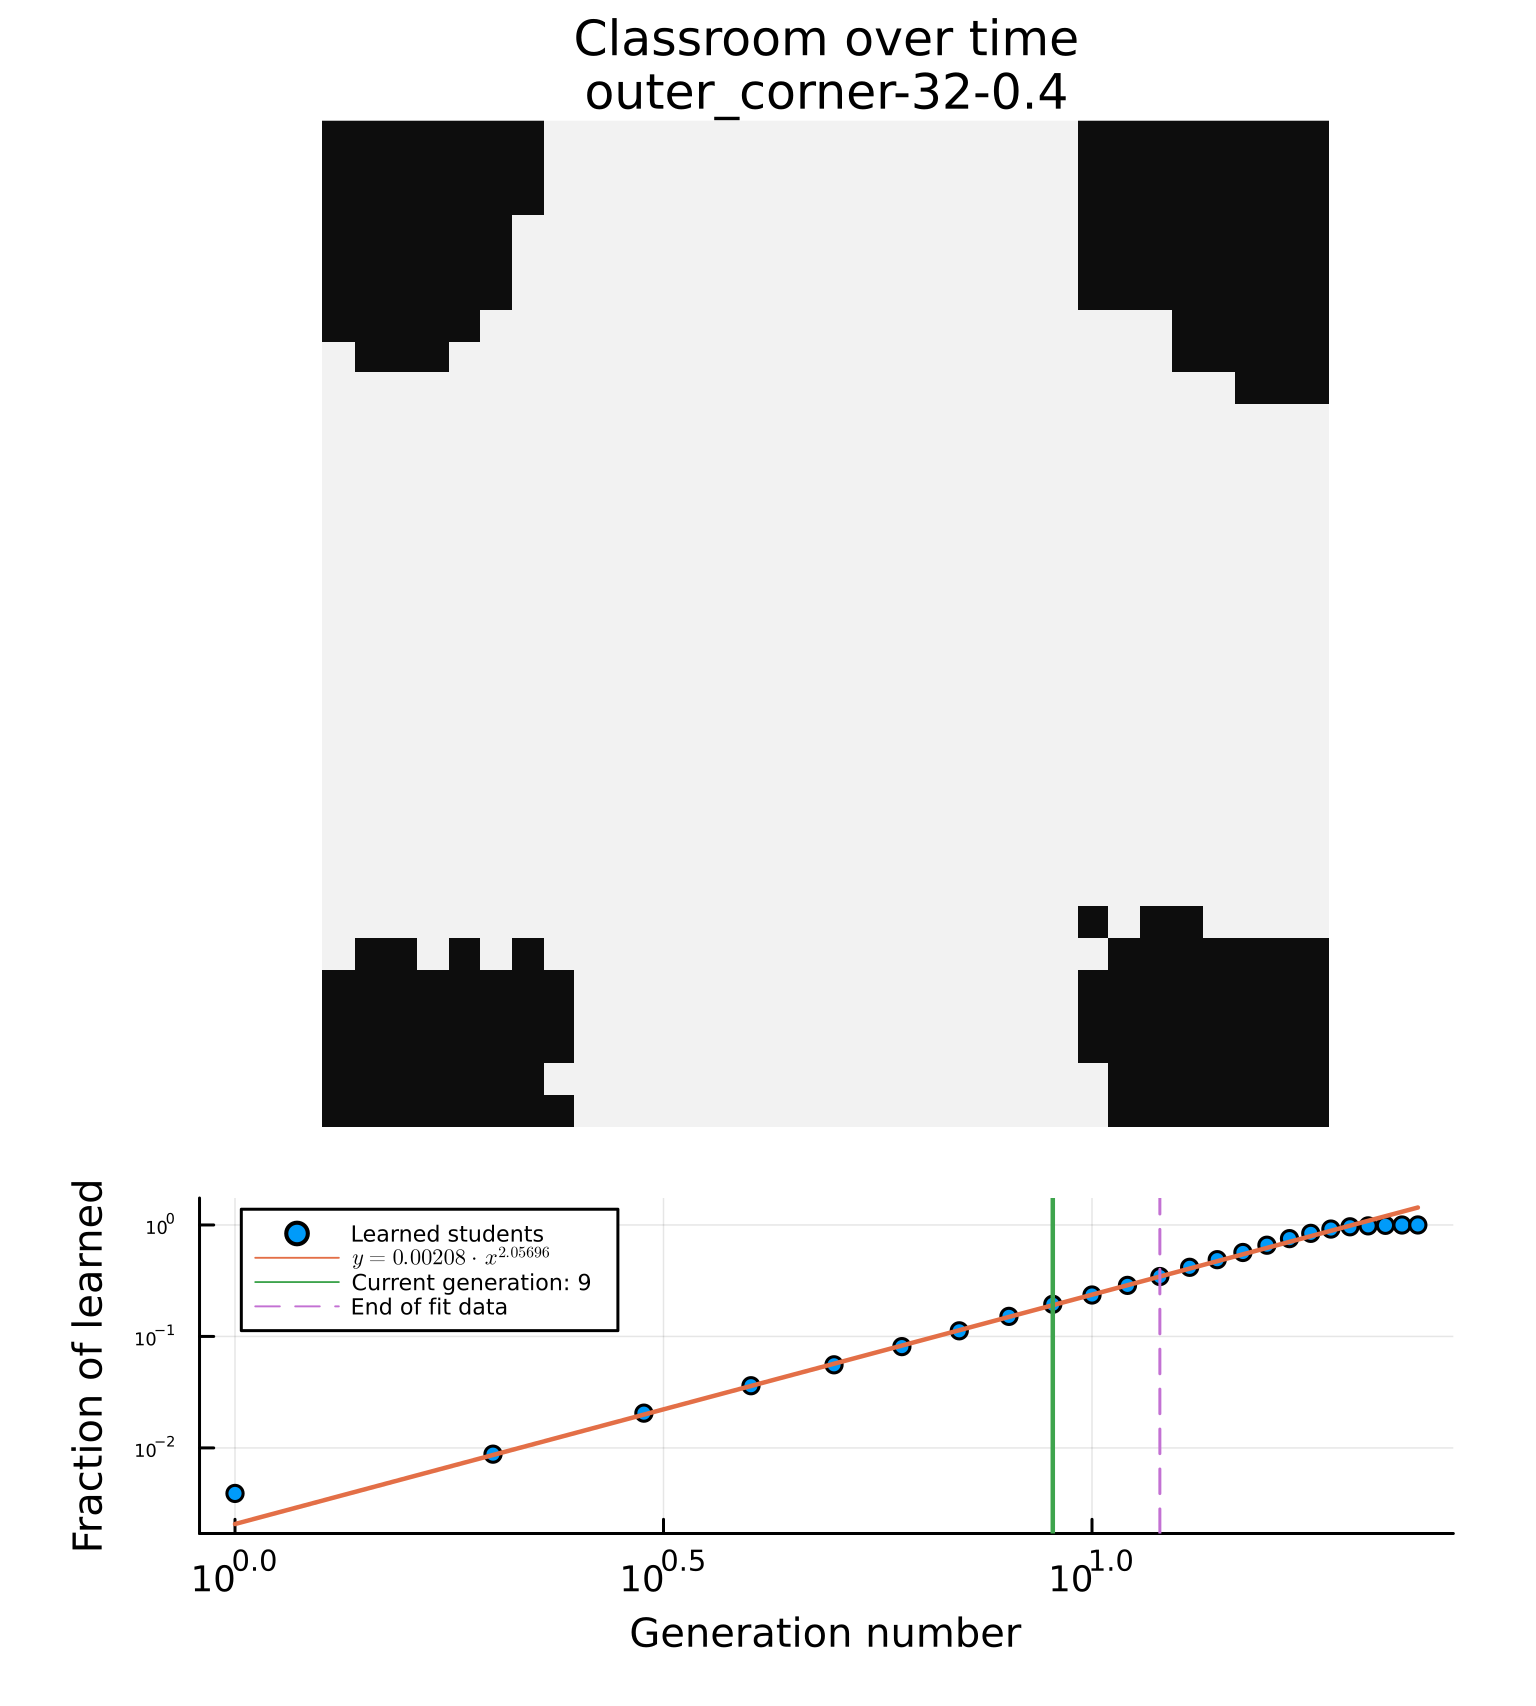 Classroom over time
outer_corner-32-0.4
Fraction of learned
10^0
10^-1
10^-2
Learned students
y = 0.00208 · x^2.05696
Current generation: 9
End of fit data
10^0.0
10^0.5
10^1.0
Generation number